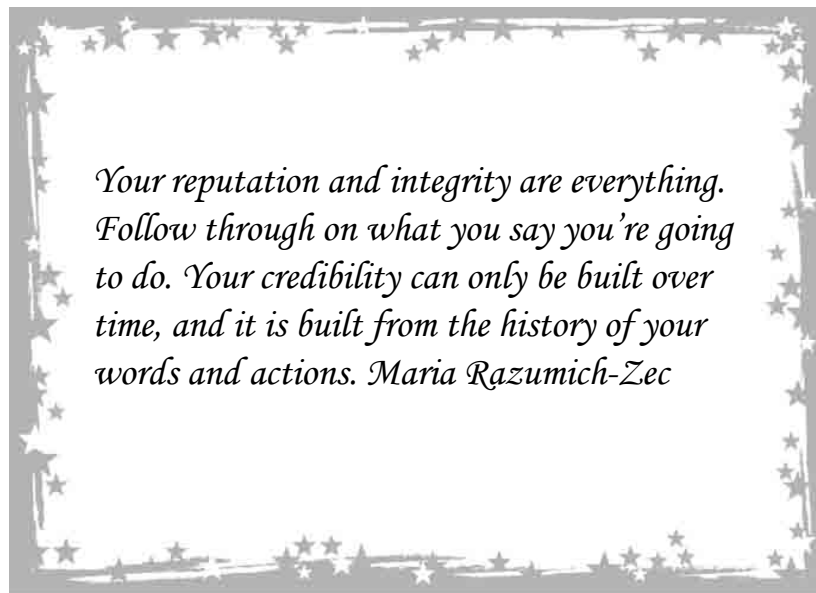 Your reputation and integrity are everything.
Follow through on what you say you’re going
to do. Your credibility can only be built over
time, and it is built from the history of your
words and actions. Maria Razumich-Zec